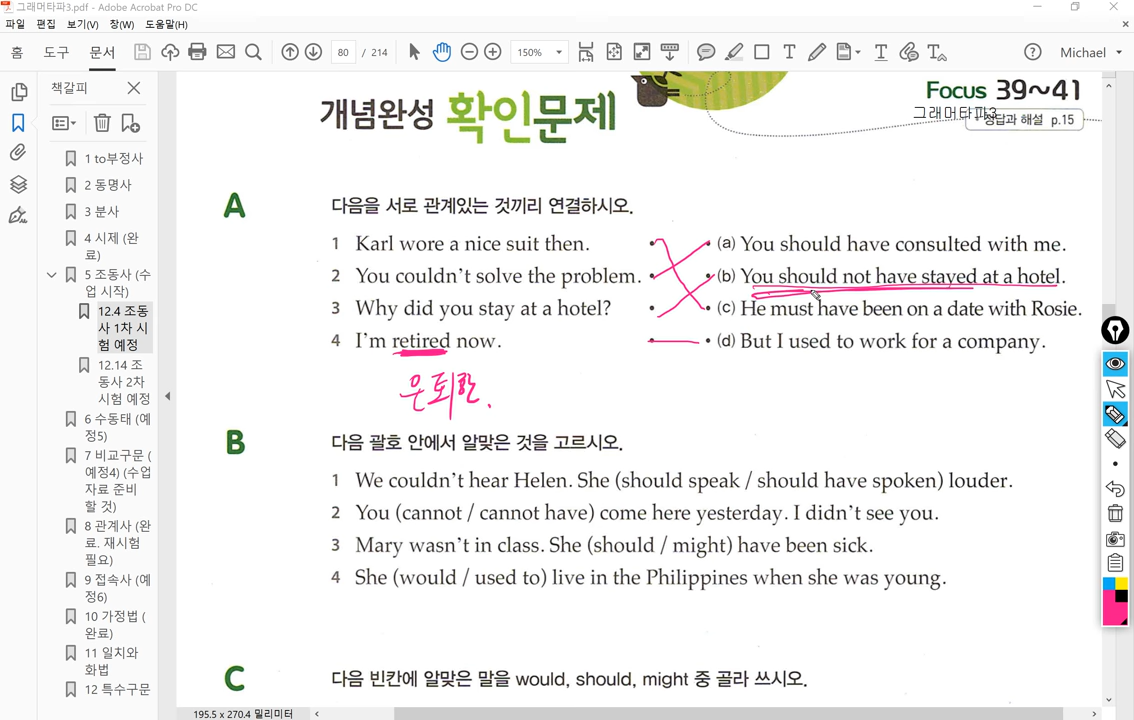 그래머타파3.pdf - Adobe Acrobat Pro DC
파일 편집 보기(V) 창(W) 도움말(H)
홈 도구 문서 80 / 214 150% Michael
책갈피
1 to부정사
2 동명사
3 분사
4 시제 (완
료)
5 조동사 (수
업 시작)
12.4 조동
사 1차 시
험 예정
12.14 조
동사 2차
시험 예정
6 수동태 (예
정5)
7 비교구문 (
예정4) (수업
자료 준비
할 것)
8 관계사 (완
료. 재시험
필요)
9 접속사 (예
정6)
10 가정법 (
완료)
11 일치와
화법
12 특수구문
개념완성 확인문제
Focus 39~41
그래머타파3
정답과 해설 p.15
A 다음을 서로 관계있는 것끼리 연결하시오.
1 Karl wore a nice suit then. (a) You should have consulted with me.
2 You couldn't solve the problem. (b) You should not have stayed at a hotel.
3 Why did you stay at a hotel? (c) He must have been on a date with Rosie.
4 I'm retired now. (d) But I used to work for a company.
은퇴한.
B 다음 괄호 안에서 알맞은 것을 고르시오.
1 We couldn't hear Helen. She (should speak / should have spoken) louder.
2 You (cannot / cannot have) come here yesterday. I didn't see you.
3 Mary wasn't in class. She (should / might) have been sick.
4 She (would / used to) live in the Philippines when she was young.
C 다음 빈칸에 알맞은 말을 would, should, might 중 골라 쓰시오.
195.5 x 270.4 밀리미터